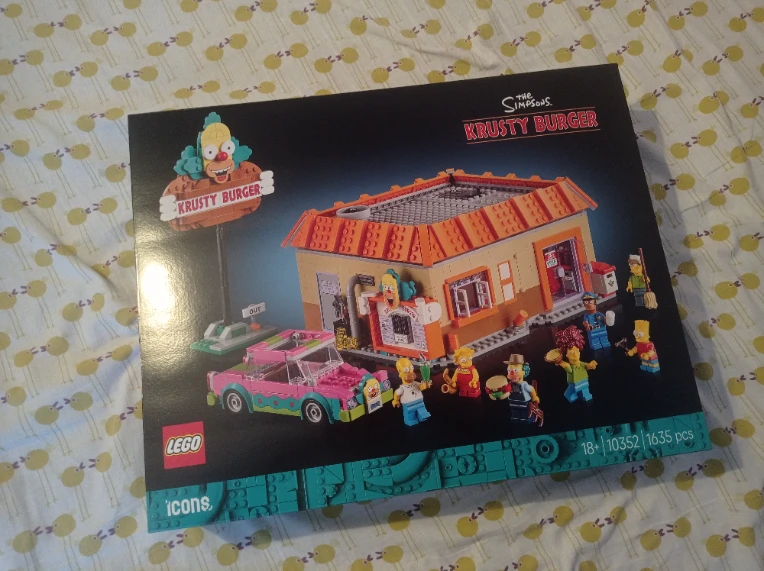 THE
SIMPSONS
KRUSTY BURGER
KRUSTY BURGER
OUT
LEGO
18+ 10352 1635 pcs
icons.